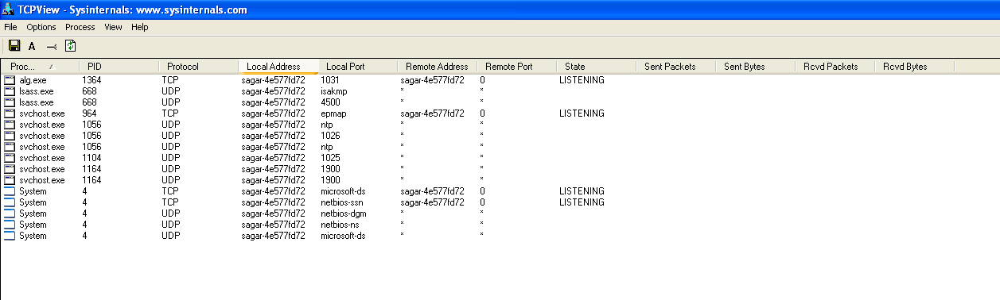 TCPView - Sysinternals: www.sysinternals.com
File Options Process View Help
A
Proc... PID Protocol Local Address Local Port Remote Address Remote Port State Sent Packets Sent Bytes Rcvd Packets Rcvd Bytes
alg.exe 1364 TCP sagar-4e577fd72 1031 sagar-4e577fd72 0 LISTENING
lsass.exe 668 UDP sagar-4e577fd72 isakmp * *
lsass.exe 668 UDP sagar-4e577fd72 4500 * *
svchost.exe 964 TCP sagar-4e577fd72 epmap sagar-4e577fd72 0 LISTENING
svchost.exe 1056 UDP sagar-4e577fd72 ntp * *
svchost.exe 1056 UDP sagar-4e577fd72 1026 * *
svchost.exe 1056 UDP sagar-4e577fd72 ntp * *
svchost.exe 1104 UDP sagar-4e577fd72 1025 * *
svchost.exe 1164 UDP sagar-4e577fd72 1900 * *
svchost.exe 1164 UDP sagar-4e577fd72 1900 * *
System 4 TCP sagar-4e577fd72 microsoft-ds sagar-4e577fd72 0 LISTENING
System 4 TCP sagar-4e577fd72 netbios-ssn sagar-4e577fd72 0 LISTENING
System 4 UDP sagar-4e577fd72 netbios-dgm * *
System 4 UDP sagar-4e577fd72 netbios-ns * *
System 4 UDP sagar-4e577fd72 microsoft-ds * *